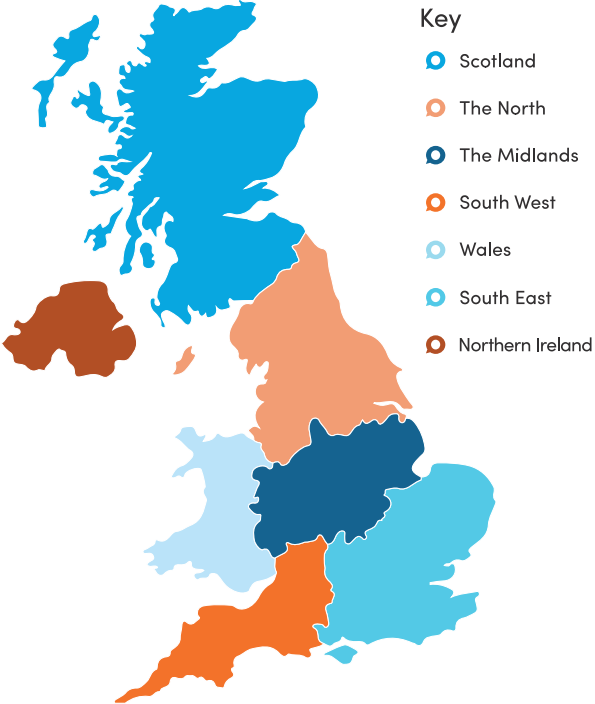 Key
Scotland
The North
The Midlands
South West
Wales
South East
Northern Ireland